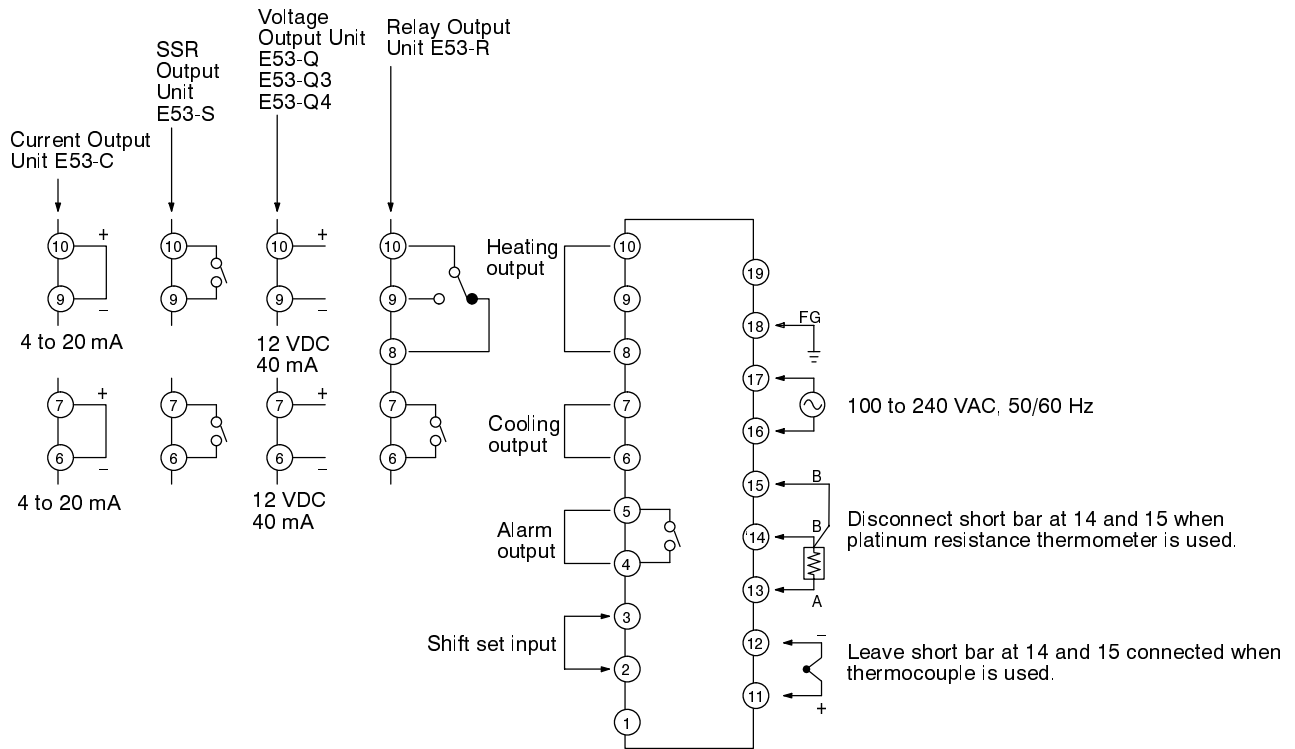 Current Output
Unit E53-C
SSR
Output
Unit
E53-S
Voltage
Output Unit
E53-Q
E53-Q3
E53-Q4
Relay Output
Unit E53-R
10
+
9
–
4 to 20 mA
7
+
6
–
4 to 20 mA
10
9
7
6
10
+
9
–
12 VDC
40 mA
7
+
6
–
12 VDC
40 mA
10
9
8
7
6
Heating
output
10
9
8
Cooling
output
7
6
Alarm
output
5
4
Shift set input
3
2
1
19
18
FG
17
16
100 to 240 VAC, 50/60 Hz
15
B
14
B
13
A
Disconnect short bar at 14 and 15 when
platinum resistance thermometer is used.
12
–
11
+
Leave short bar at 14 and 15 connected when
thermocouple is used.